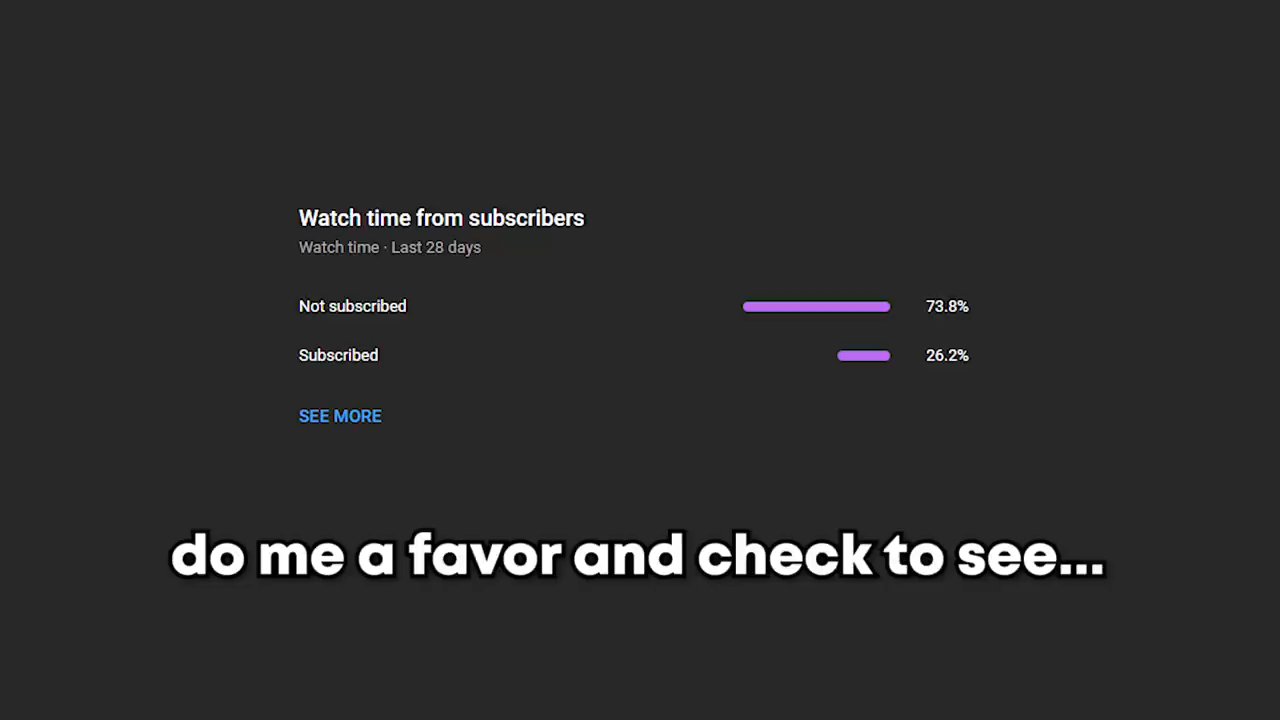 Watch time from subscribers
Watch time · Last 28 days
Not subscribed 73.8%
Subscribed 26.2%
SEE MORE
do me a favor and check to see...